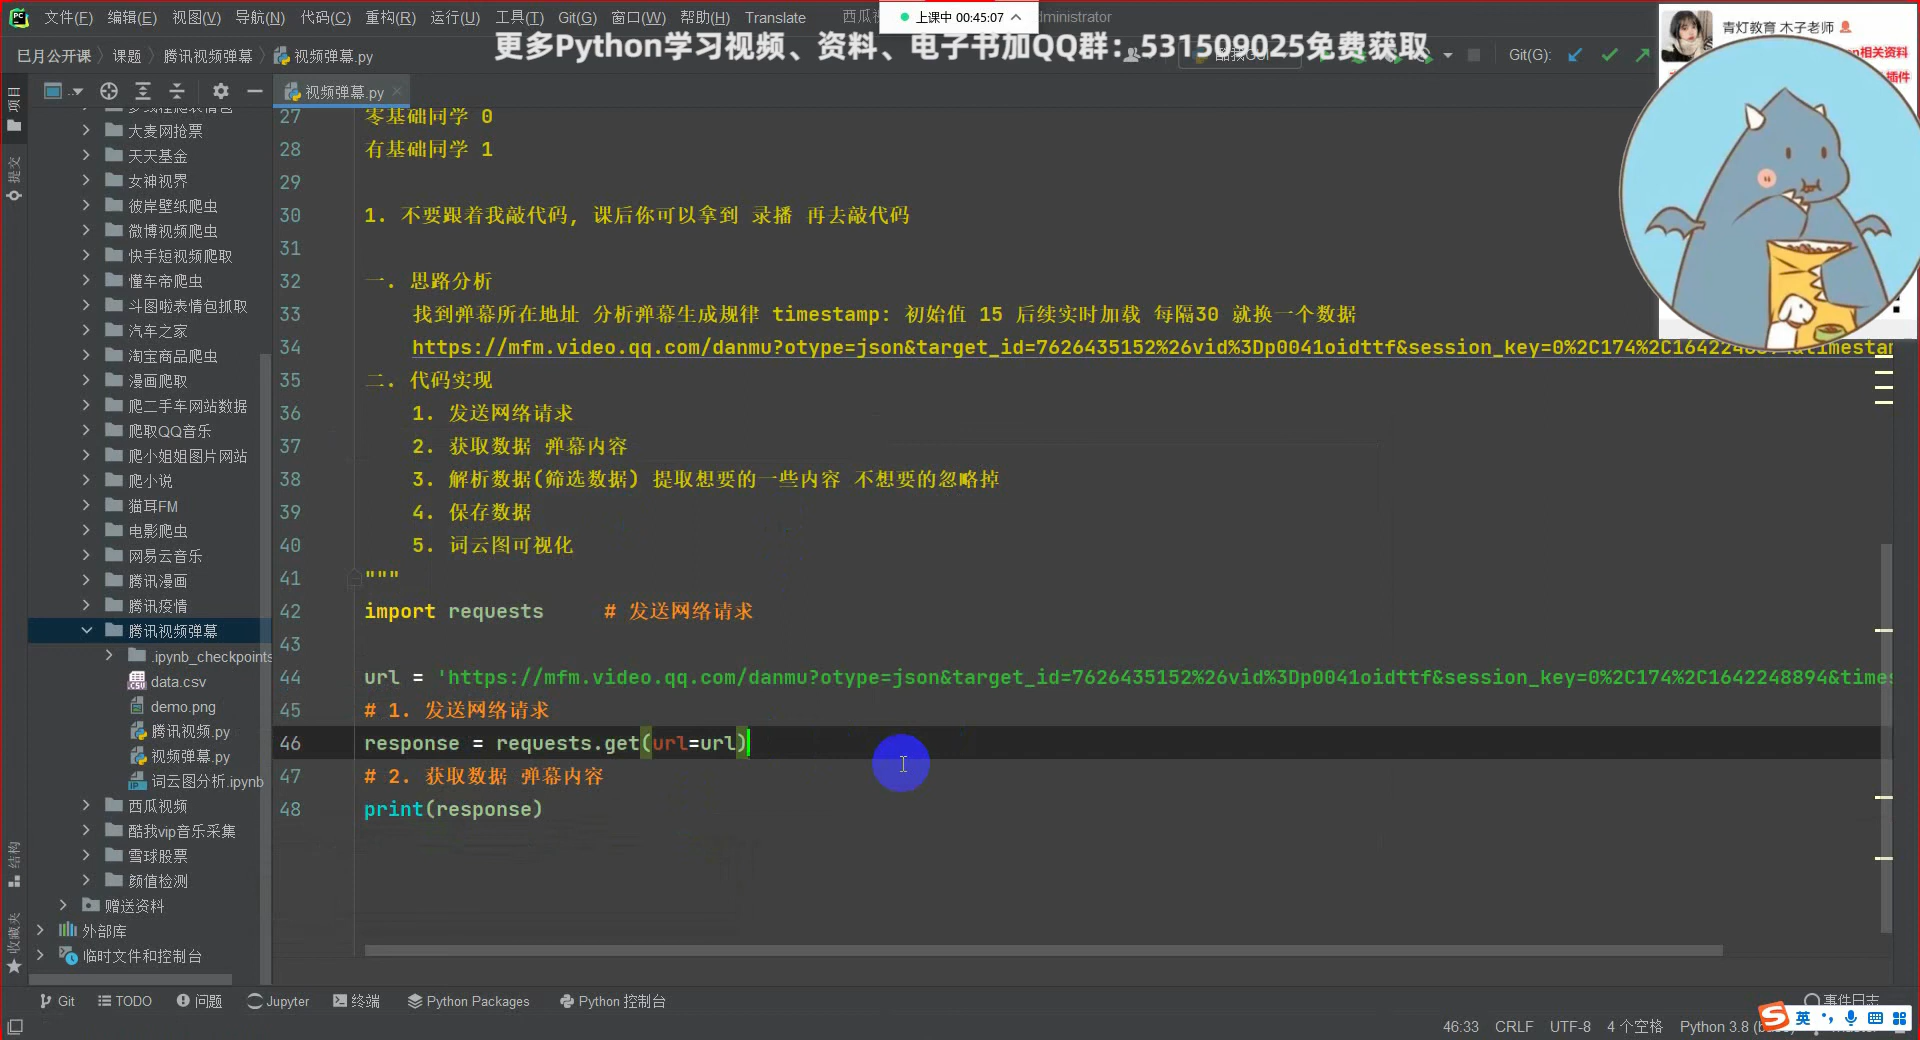 文件(F) 编辑(E) 视图(V) 导航(N) 代码(C) 重构(R) 运行(U) 工具(T) Git(G) 窗口(W) 帮助(H) Translate
上课中 00:45:07
更多Python学习视频、资料、电子书加QQ群：531509025免费获取
青灯教育 木子老师
巳月公开课 课题 腾讯视频弹幕 视频弹幕.py
Git(G):
视频弹幕.py
项目
提交
大麦网抢票
天天基金
女神视界
彼岸壁纸爬虫
微博视频爬虫
快手短视频爬取
懂车帝爬虫
斗图啦表情包抓取
汽车之家
淘宝商品爬虫
漫画爬取
爬二手车网站数据
爬取QQ音乐
爬小姐姐图片网站
爬小说
猫耳FM
电影爬虫
网易云音乐
腾讯漫画
腾讯疫情
腾讯视频弹幕
.ipynb_checkpoints
data.csv
demo.png
腾讯视频.py
视频弹幕.py
词云图分析.ipynb
西瓜视频
酷我vip音乐采集
雪球股票
颜值检测
赠送资料
外部库
临时文件和控制台
结构
收藏夹
27 零基础同学 0
28 有基础同学 1
29
30 1. 不要跟着我敲代码, 课后你可以拿到 录播 再去敲代码
31
32 一. 思路分析
33 找到弹幕所在地址 分析弹幕生成规律 timestamp: 初始值 15 后续实时加载 每隔30 就换一个数据
34 https://mfm.video.qq.com/danmu?otype=json&target_id=7626435152%26vid%3Dp0041oidttf&session_key=0%2C174%2C1642248894&timestam
35 二. 代码实现
36 1. 发送网络请求
37 2. 获取数据 弹幕内容
38 3. 解析数据(筛选数据) 提取想要的一些内容 不想要的忽略掉
39 4. 保存数据
40 5. 词云图可视化
41 """
42 import requests # 发送网络请求
43
44 url = 'https://mfm.video.qq.com/danmu?otype=json&target_id=7626435152%26vid%3Dp0041oidttf&session_key=0%2C174%2C1642248894&times
45 # 1. 发送网络请求
46 response = requests.get(url=url)
47 # 2. 获取数据 弹幕内容
48 print(response)
Git TODO 问题 Jupyter 终端 Python Packages Python 控制台 事件日志
46:33 CRLF UTF-8 4 个空格 Python 3.8
英